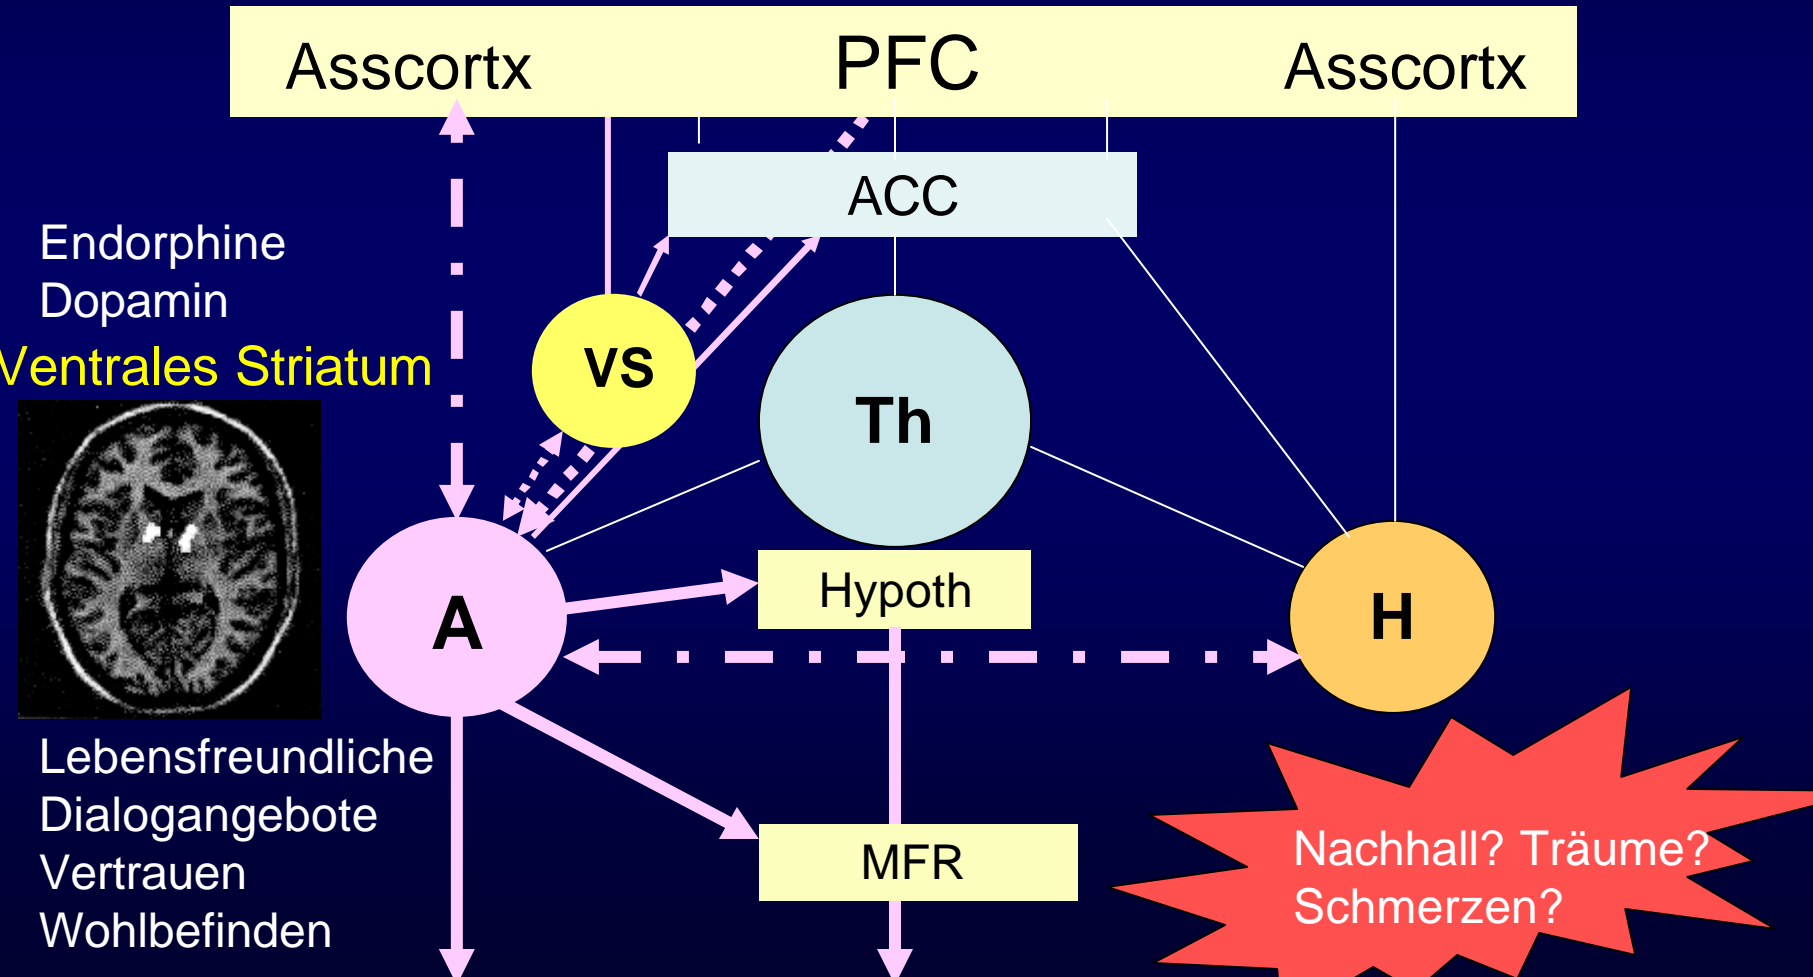 Asscortx PFC Asscortx
ACC
Endorphine
Dopamin
Ventrales Striatum
VS
Th
Hypoth
A
H
Lebensfreundliche
Dialogangebote
Vertrauen
Wohlbefinden
MFR
Nachhall? Träume?
Schmerzen?